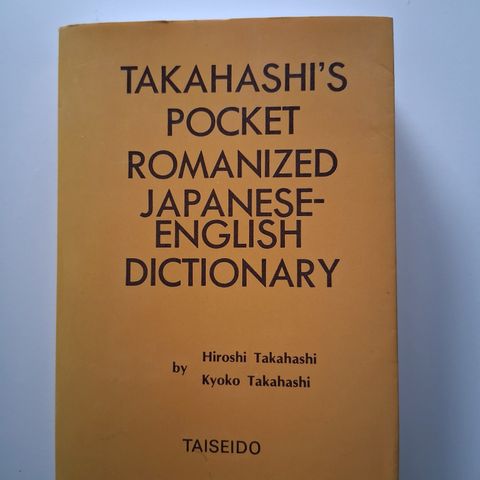 TAKAHASHI'S
POCKET
ROMANIZED
JAPANESE-
ENGLISH
DICTIONARY
by Hiroshi Takahashi
Kyoko Takahashi
TAISEIDO